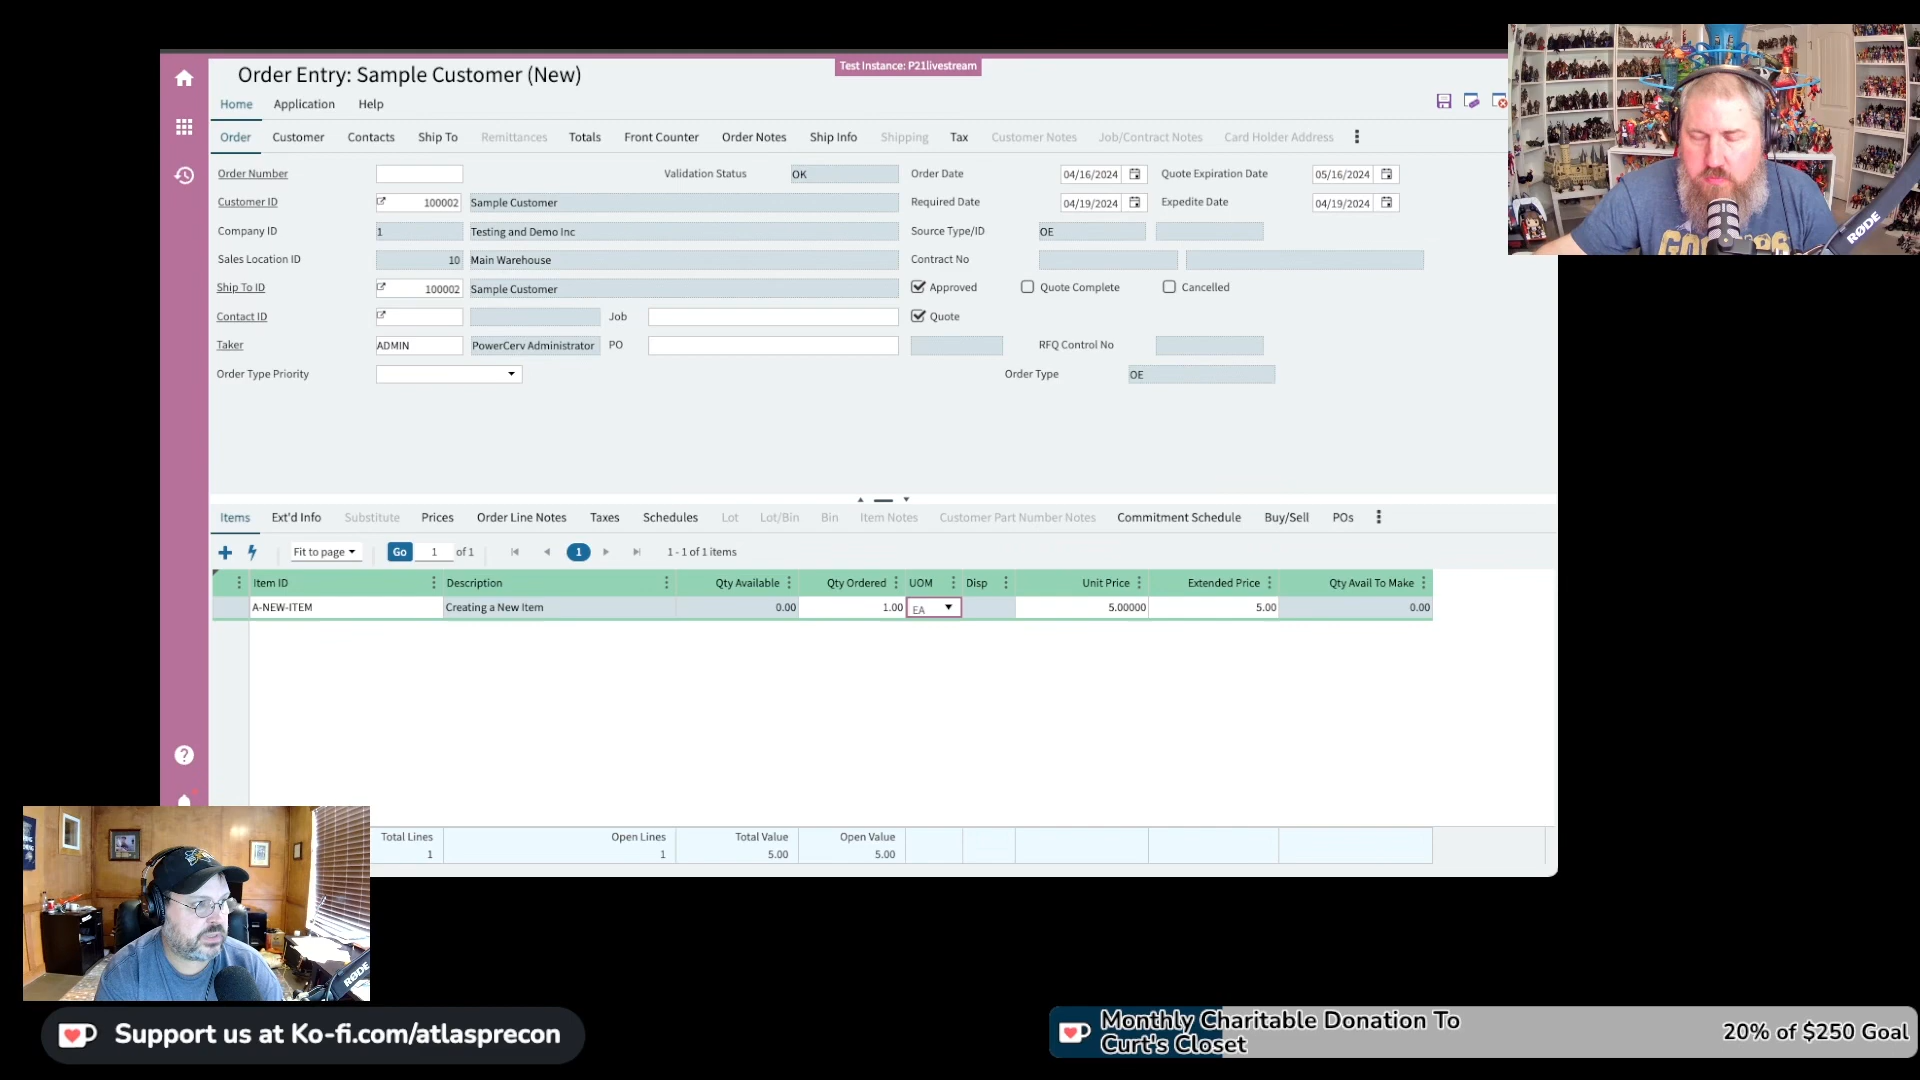 Order Entry: Sample Customer (New)
Test Instance: P21livestream
Home Application Help
Order Customer Contacts Ship To Remittances Totals Front Counter Order Notes Ship Info Shipping Tax Customer Notes Job/Contract Notes Card Holder Address
Order Number Validation Status OK Order Date 04/16/2024 Quote Expiration Date 05/16/2024
Customer ID 100002 Sample Customer Required Date 04/19/2024 Expedite Date 04/19/2024
Company ID 1 Testing and Demo Inc Source Type/ID OE
Sales Location ID 10 Main Warehouse Contract No
Ship To ID 100002 Sample Customer Approved Quote Complete Cancelled
Contact ID Job Quote
Taker ADMIN PowerCerv Administrator PO RFQ Control No
Order Type Priority Order Type OE
Items Ext'd Info Substitute Prices Order Line Notes Taxes Schedules Lot Lot/Bin Bin Item Notes Customer Part Number Notes Commitment Schedule Buy/Sell POs
Fit to page Go 1 of 1 1 1 - 1 of 1 items
Item ID Description Qty Available Qty Ordered UOM Disp Unit Price Extended Price Qty Avail To Make
A-NEW-ITEM Creating a New Item 0.00 1.00 EA 5.00000 5.00 0.00
Total Lines Open Lines Total Value Open Value
1 1 5.00 5.00
RØDE
RØDE
Support us at Ko-fi.com/atlasprecon
Monthly Charitable Donation To
Curt's Closet
20% of $250 Goal